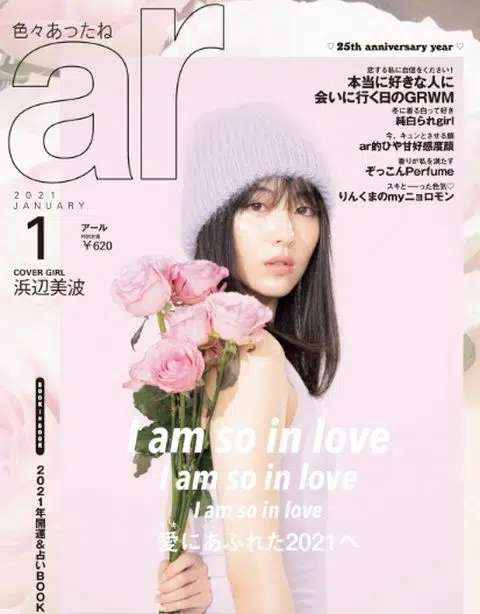 色々あったね
ar
♡ 25th anniversary year ♡
恋する私に自信をください！
本当に好きな人に
会いに行く日のGRWM
冬に着る白って好き
純白られgirl
今、キュンとさせる顔
ar的ひや甘好感度顔
香りが私を満たす
ぞっこんPerfume
スキとーーった色気♡
りんくまのmyニョロモン
2021
JANUARY
1
アール
特別定価
￥620
COVER GIRL
浜辺美波
BOOK in BOOK
2021年開運&占いBOOK
I am so in love
I am so in love
I am so in love
愛にあふれた2021へ